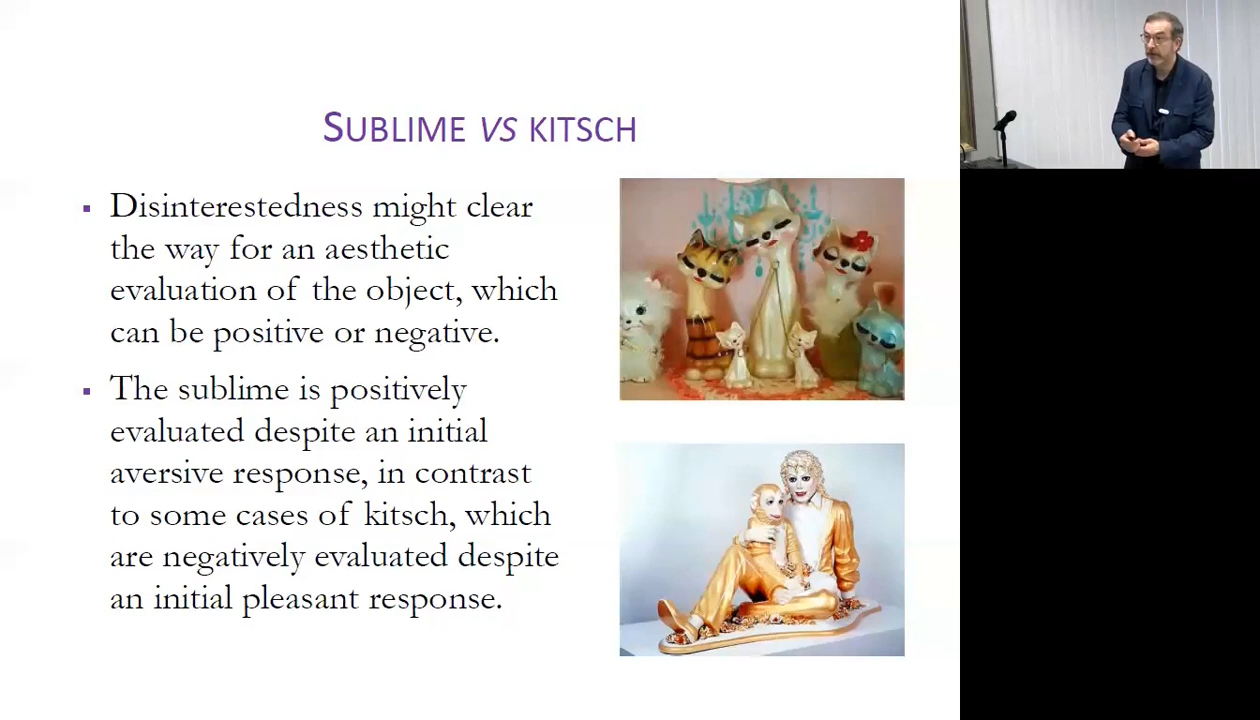 SUBLIME VS KITSCH
▪ Disinterestedness might clear
the way for an aesthetic
evaluation of the object, which
can be positive or negative.
▪ The sublime is positively
evaluated despite an initial
aversive response, in contrast
to some cases of kitsch, which
are negatively evaluated despite
an initial pleasant response.